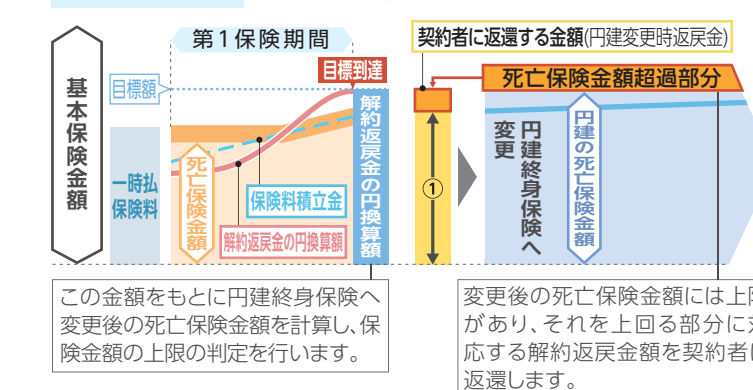 第1保険期間
契約者に返還する金額(円建変更時返戻金)
目標到達
死亡保険金額超過部分
基本保険金額
目標額
一時払
保険料
死亡保険金額
保険料積立金
解約返戻金の円換算額
解約返戻金の円換算額
①
円建終身保険へ
変更
円建の死亡保険金額
この金額をもとに円建終身保険へ
変更後の死亡保険金額を計算し、保
険金額の上限の判定を行います。
変更後の死亡保険金額には上限
があり、それを上回る部分に対
応する解約返戻金額を契約者に
返還します。